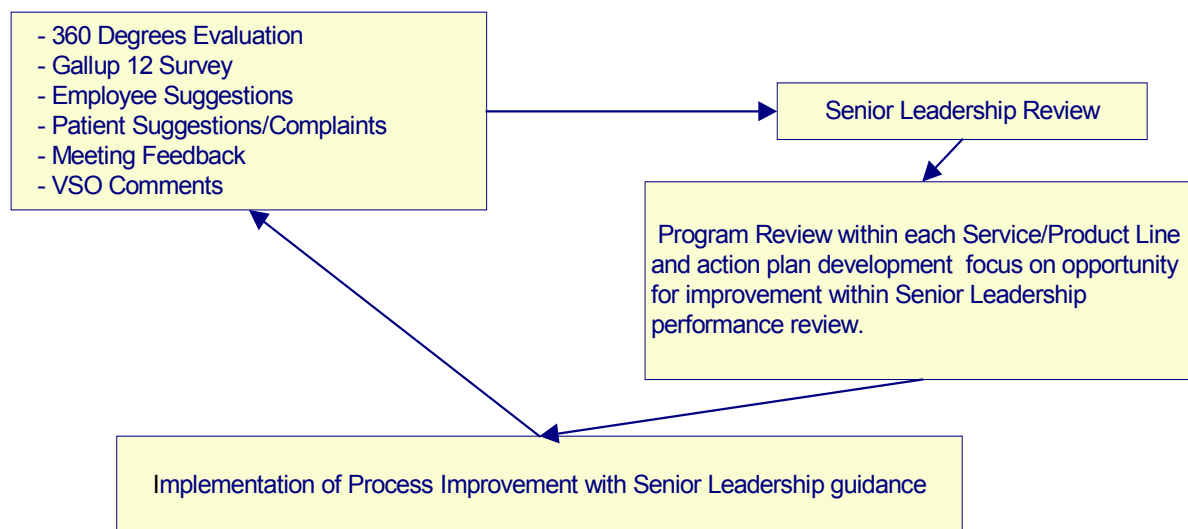 - 360 Degrees Evaluation
- Gallup 12 Survey
- Employee Suggestions
- Patient Suggestions/Complaints
- Meeting Feedback
- VSO Comments
Senior Leadership Review
Program Review within each Service/Product Line
and action plan development focus on opportunity
for improvement within Senior Leadership
performance review.
Implementation of Process Improvement with Senior Leadership guidance